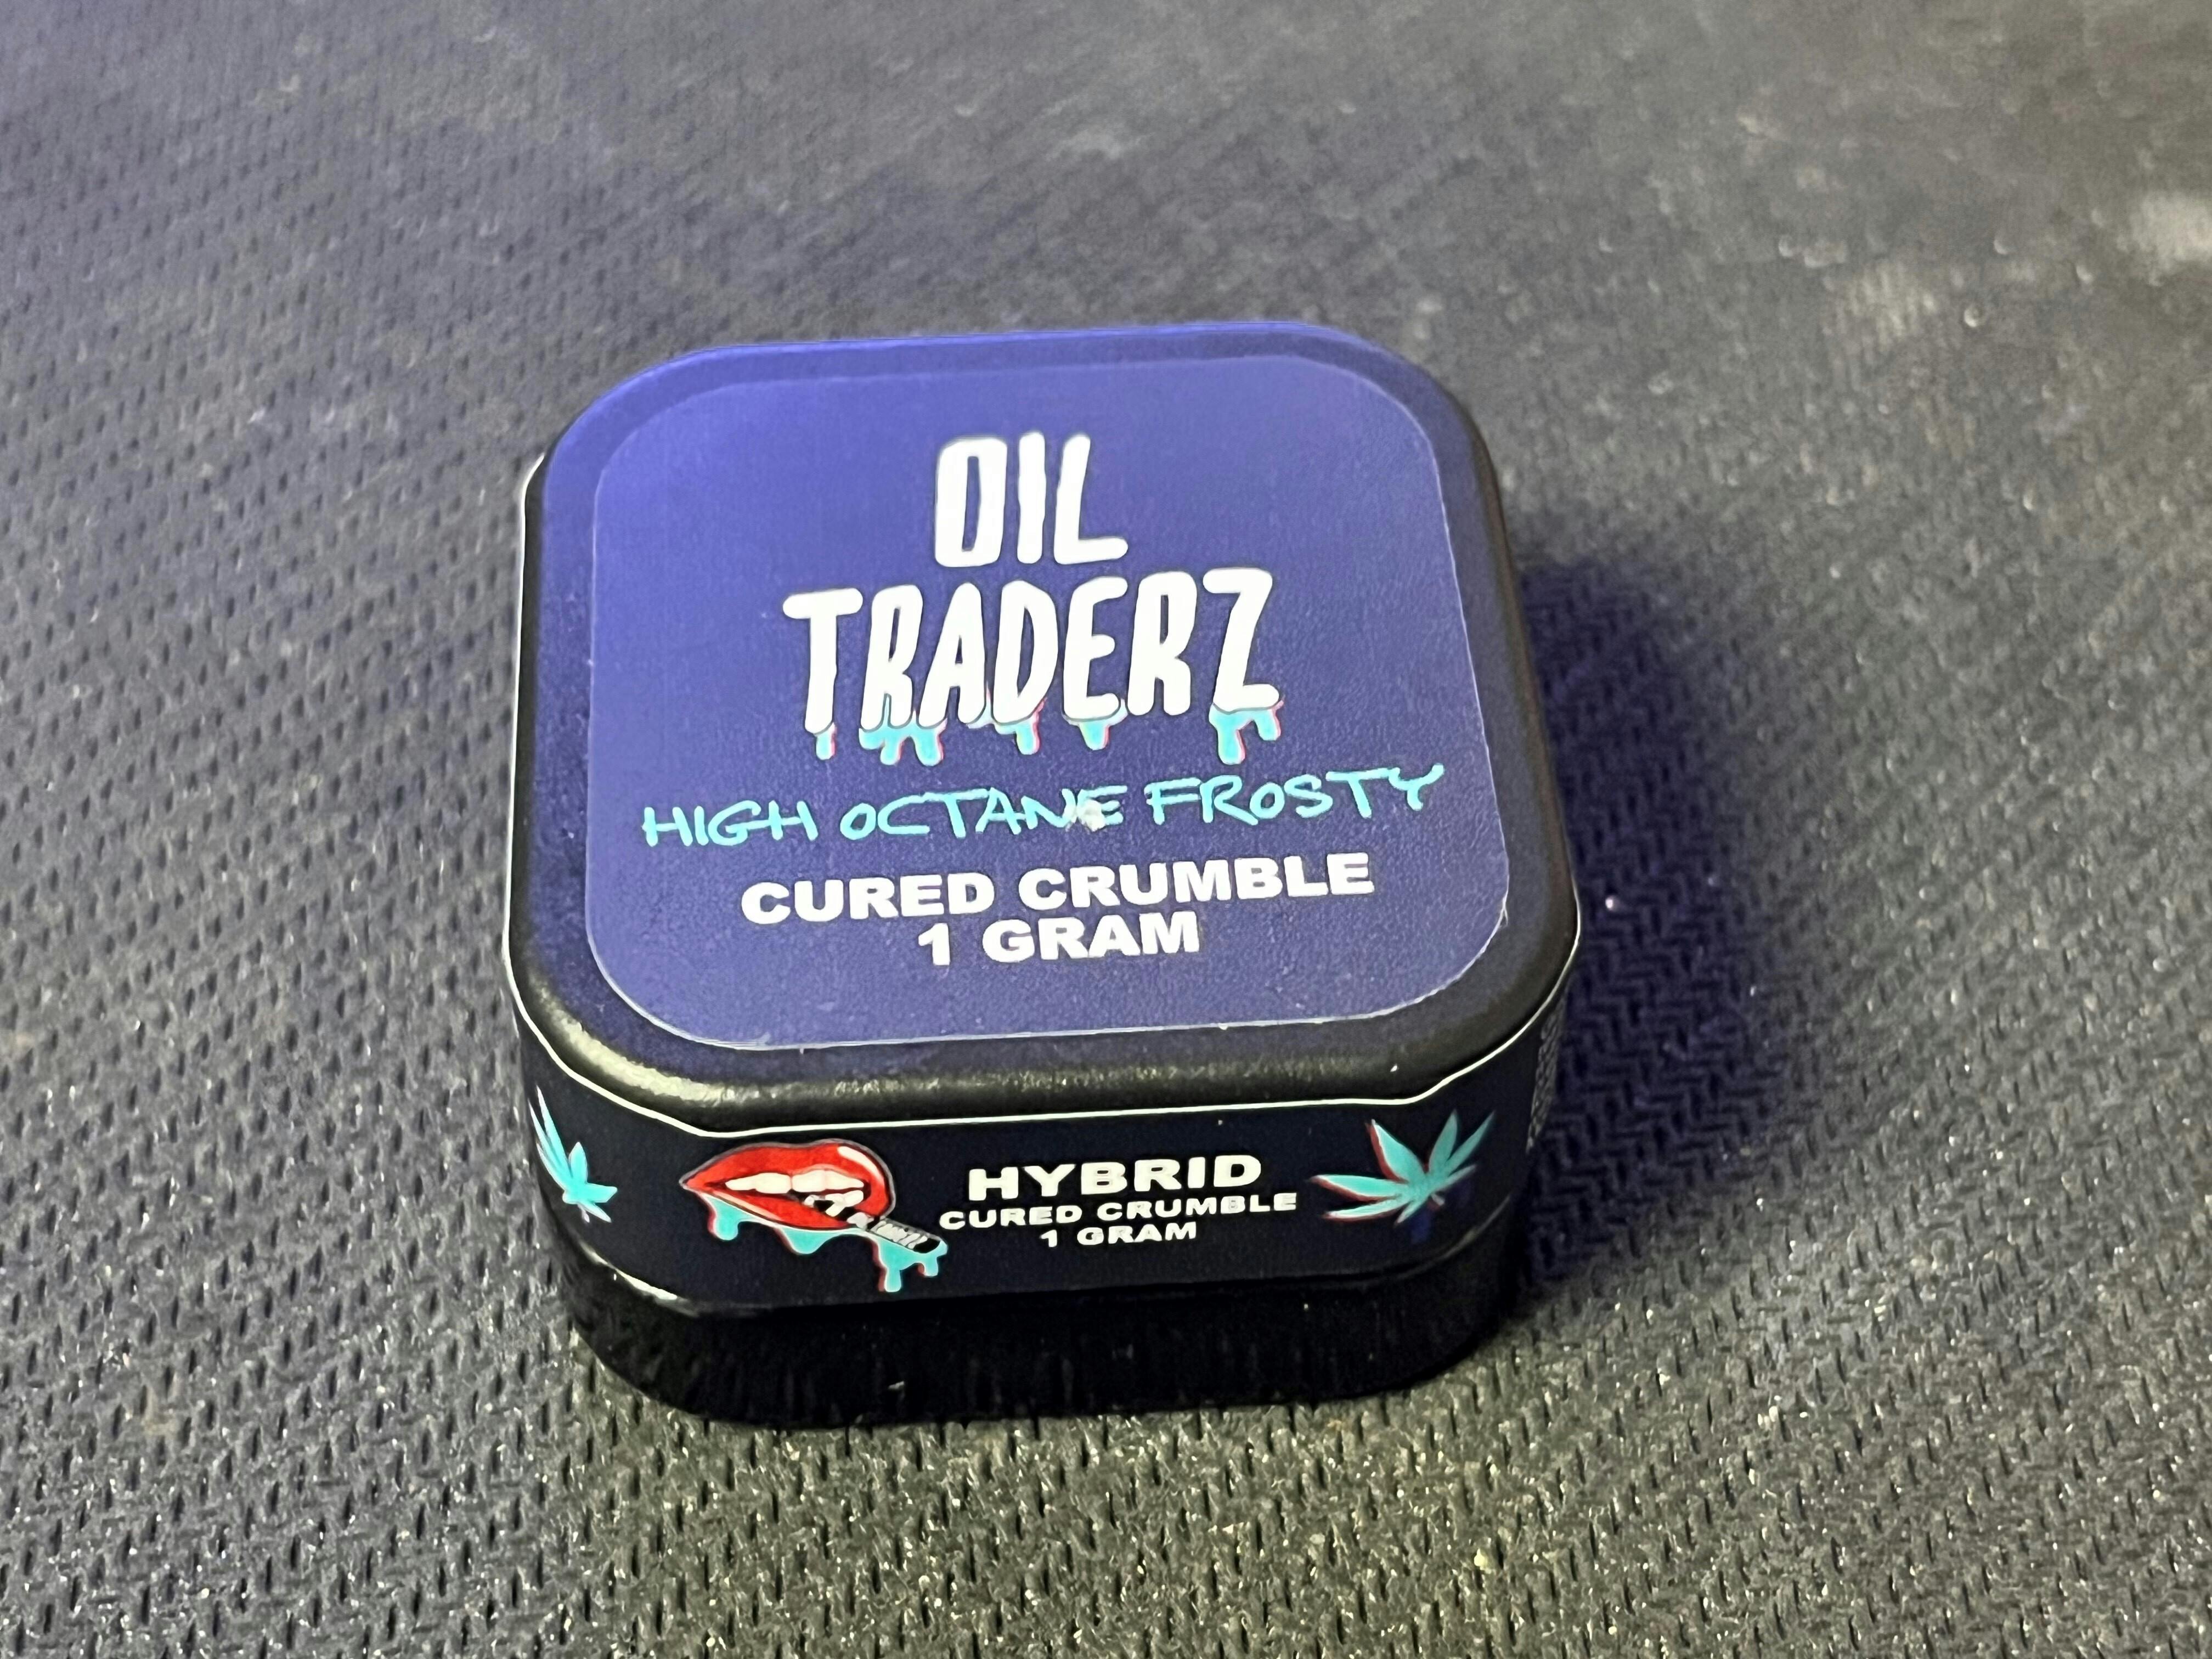 OIL
TRADERZ
HIGH OCTANE FROSTY
CURED CRUMBLE
1 GRAM
HYBRID
CURED CRUMBLE
1 GRAM